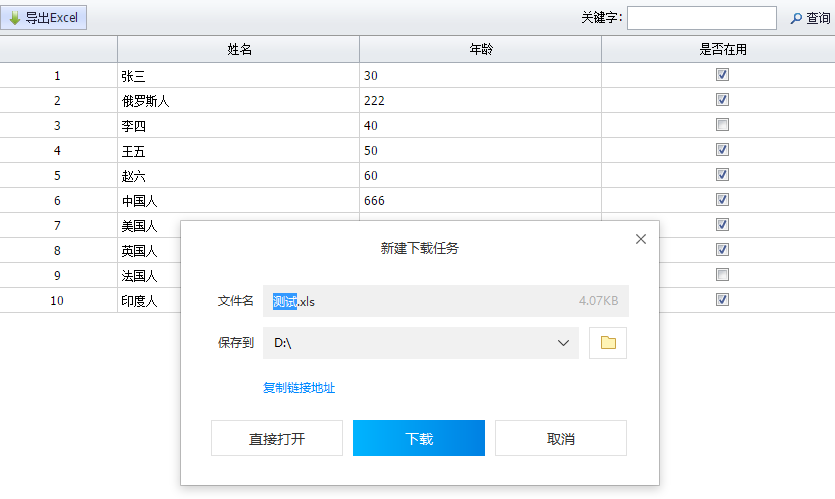 导出Excel 关键字: 查询
姓名 年龄 是否在用
1 张三 30
2 俄罗斯人 222
3 李四 40
4 王五 50
5 赵六 60
6 中国人 666
7 美国人
8 英国人
9 法国人
10 印度人
新建下载任务
文件名 测试.xls 4.07KB
保存到 D:\
复制链接地址
直接打开 下载 取消